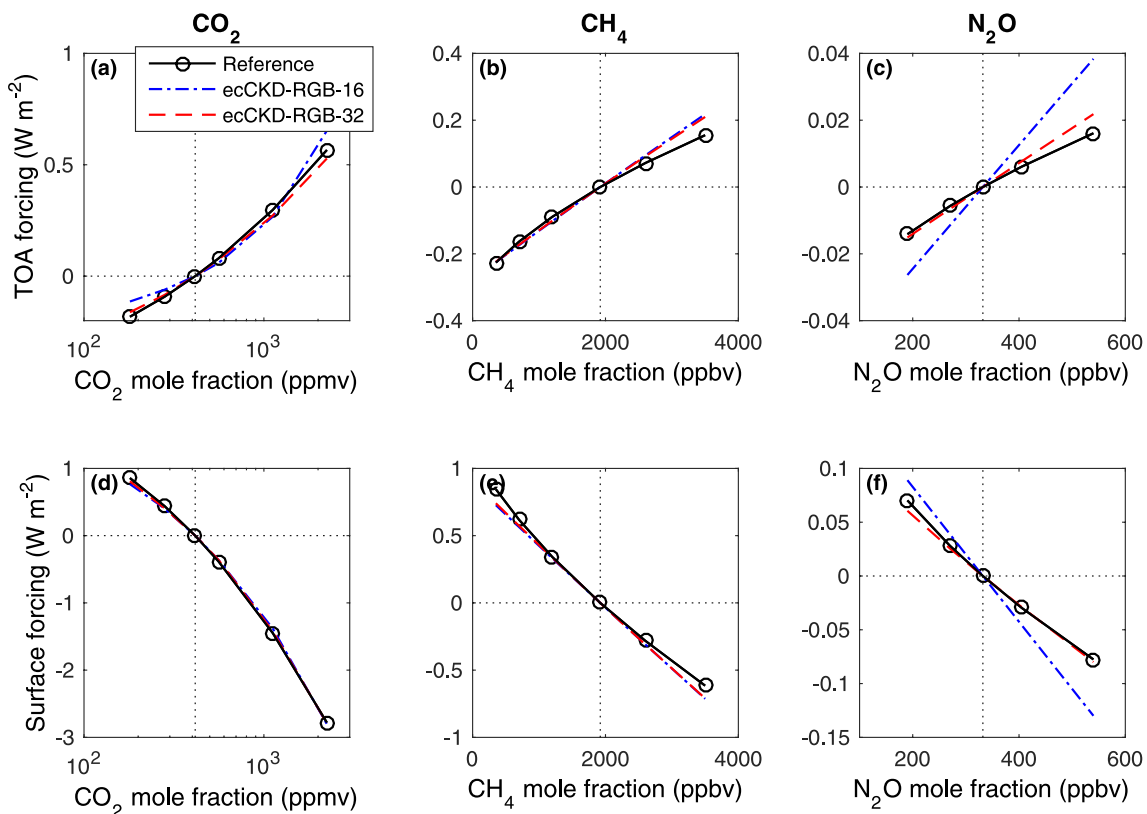 CO2 CH4 N2O
(a) (b) (c)
Reference
ecCKD-RGB-16
ecCKD-RGB-32
TOA forcing (W m-2)
1
0.5
0
10^2 10^3
CO2 mole fraction (ppmv)
0.4
0.2
0
-0.2
-0.4
0 2000 4000
CH4 mole fraction (ppbv)
0.04
0.02
0
-0.02
-0.04
200 400 600
N2O mole fraction (ppbv)
(d) (e) (f)
Surface forcing (W m-2)
1
0
-1
-2
-3
10^2 10^3
CO2 mole fraction (ppmv)
1
0.5
0
-0.5
-1
0 2000 4000
CH4 mole fraction (ppbv)
0.1
0.05
0
-0.05
-0.1
-0.15
200 400 600
N2O mole fraction (ppbv)